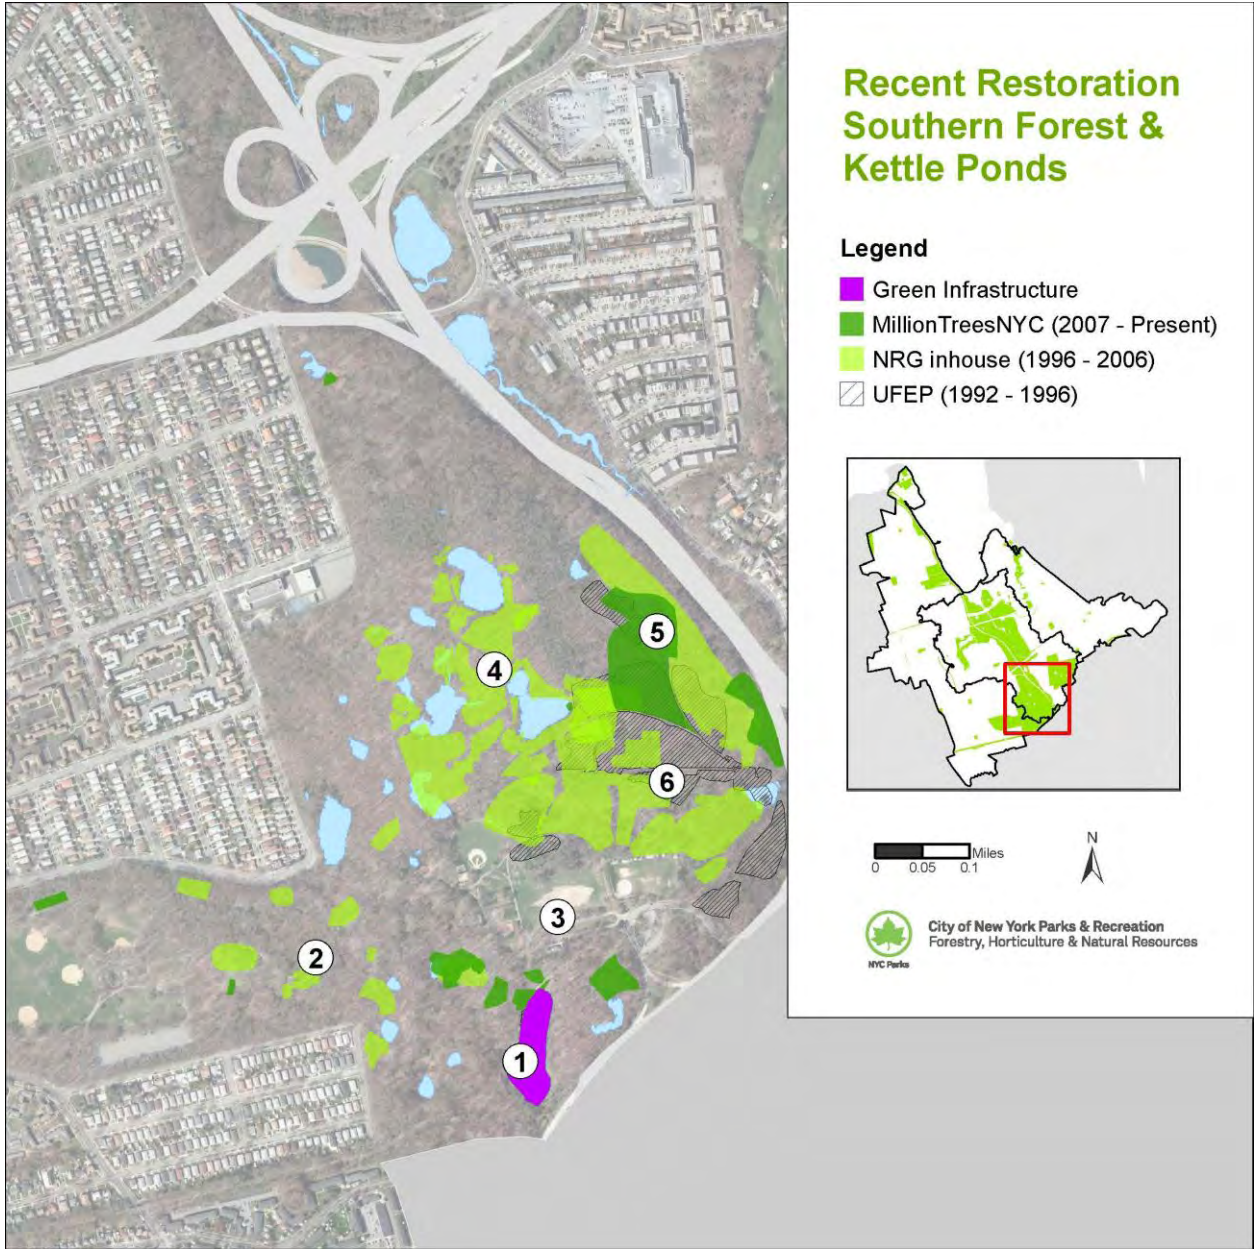 Recent Restoration
Southern Forest &
Kettle Ponds
Legend
Green Infrastructure
MillionTreesNYC (2007 - Present)
NRG inhouse (1996 - 2006)
UFEP (1992 - 1996)
5
4
6
3
2
1
Miles
0 0.05 0.1
N
City of New York Parks & Recreation
Forestry, Horticulture & Natural Resources
NYC Parks